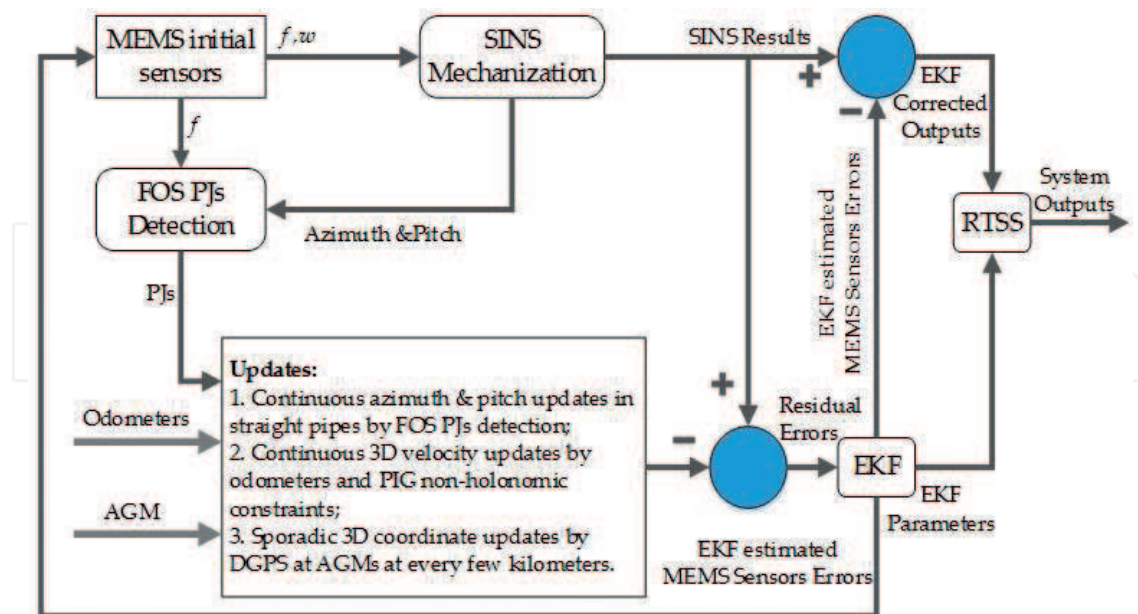 MEMS initial
sensors
f,w
SINS
Mechanization
SINS Results
+
−
EKF
Corrected
Outputs
f
FOS PJs
Detection
Azimuth &Pitch
EKF estimated
MEMS Sensors Errors
RTSS
System
Outputs
PJs
Updates:
1. Continuous azimuth & pitch updates in
straight pipes by FOS PJs detection;
2. Continuous 3D velocity updates by
odometers and PIG non-holonomic
constraints;
3. Sporadic 3D coordinate updates by
DGPS at AGMs at every few kilometers.
Odometers
AGM
+
−
Residual
Errors
EKF
EKF
Parameters
EKF estimated
MEMS Sensors Errors